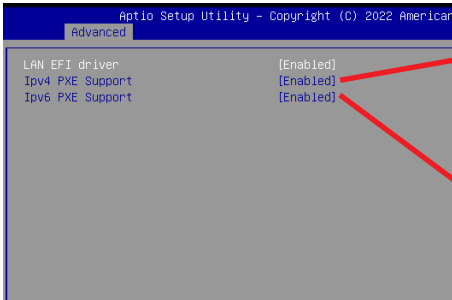 Aptio Setup Utility – Copyright (C) 2022 American
Advanced
LAN EFI driver [Enabled]
Ipv4 PXE Support [Enabled]
Ipv6 PXE Support [Enabled]